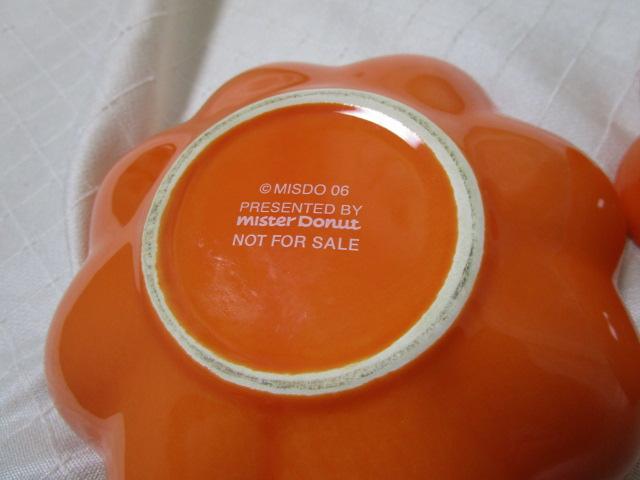 © MISDO 06
PRESENTED BY
mister Donut
NOT FOR SALE